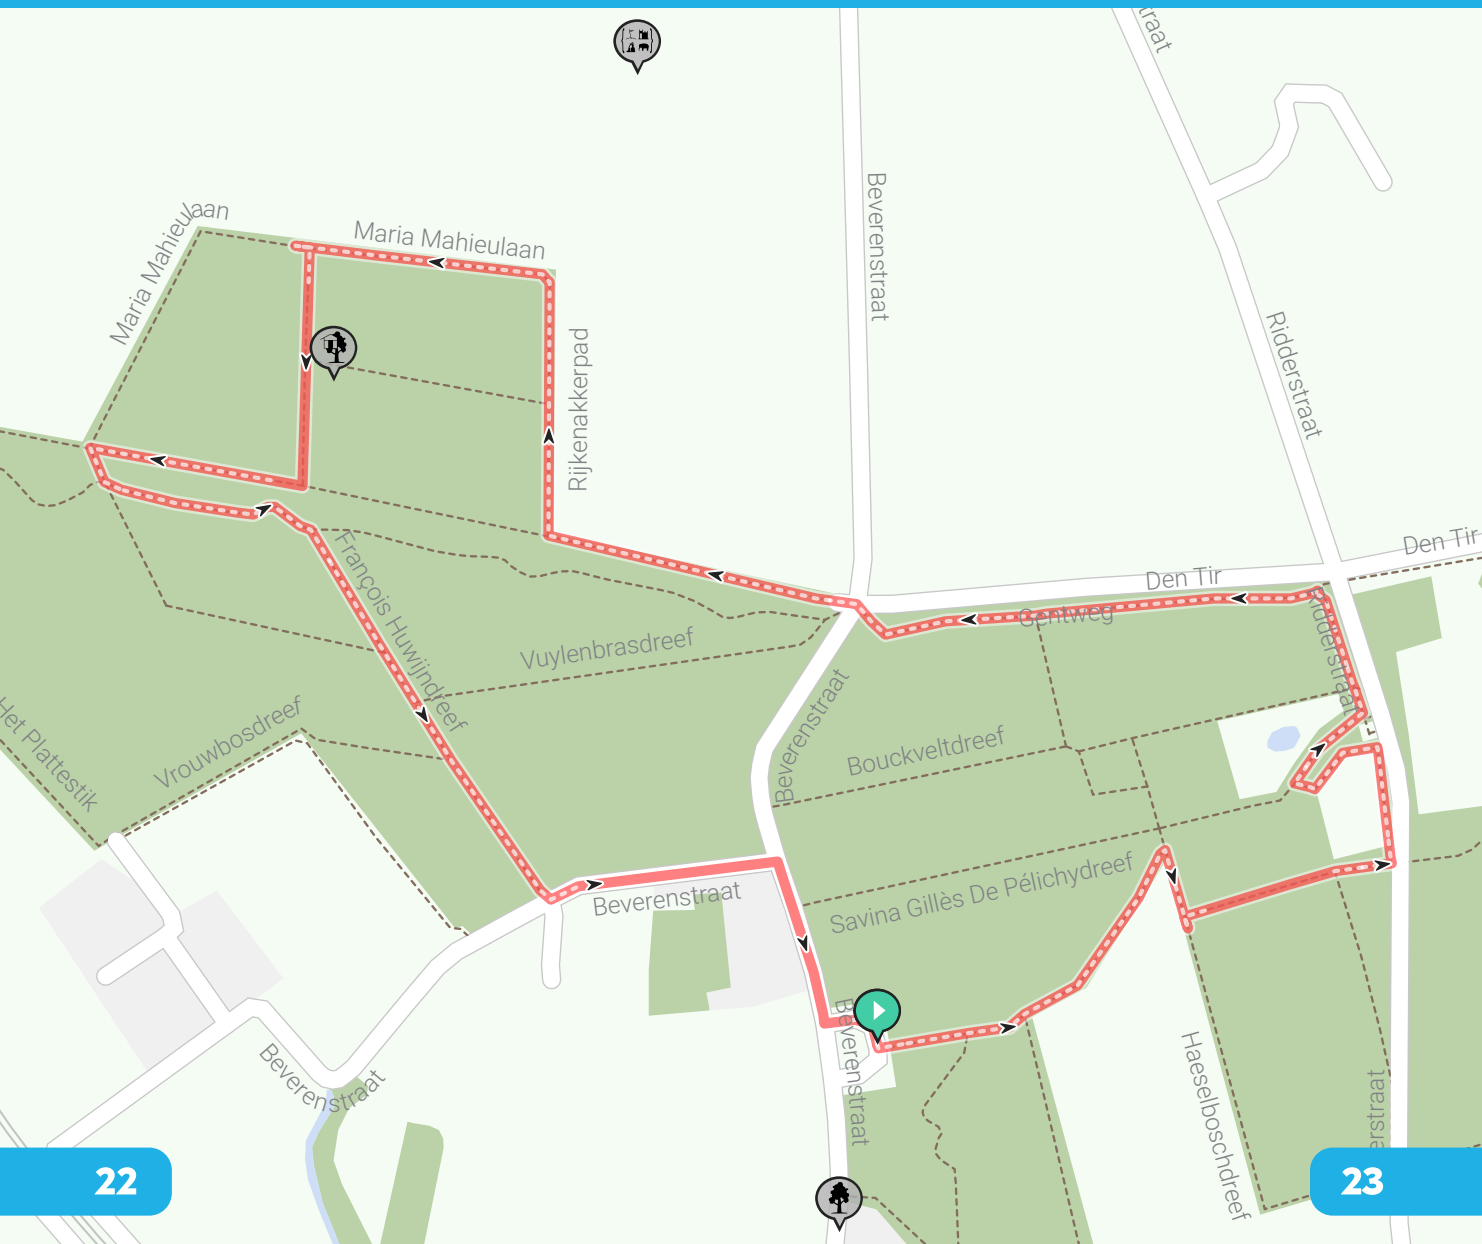 raat
Maria Mahieulaan
Maria Mahieulaan
Beverenstraat
Ridderstraat
Rijkenakkerpad
Den Tir
Den Tir
Gentweg
Ridderstraat
François Huwijndreef
Vuylenbrasdreef
Beverenstraat
Het Plattestik
Vrouwbosdreef
Bouckveltdreef
Savina Gillès De Pélichydreef
Beverenstraat
Beverenstraat
Beverenstraat
Haeselboschdreef
erstraat
22
23